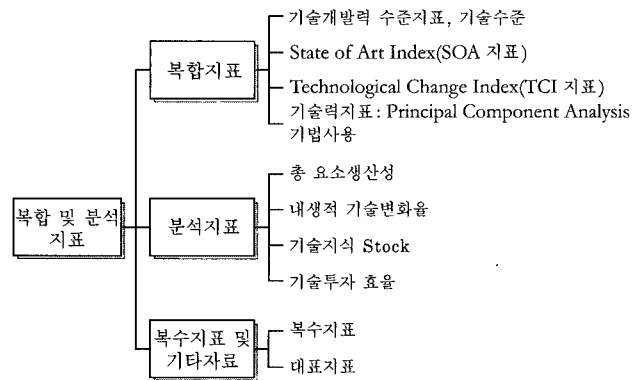 기술개발력 수준지표, 기술수준
복합지표
State of Art Index(SOA 지표)
Technological Change Index(TCI 지표)
기술력지표: Principal Component Analysis
기법사용
복합 및 분석
지표
총 요소생산성
내생적 기술변화율
분석지표
기술지식 Stock
기술투자 효율
복수지표 및
기타자료
복수지표
대표지표